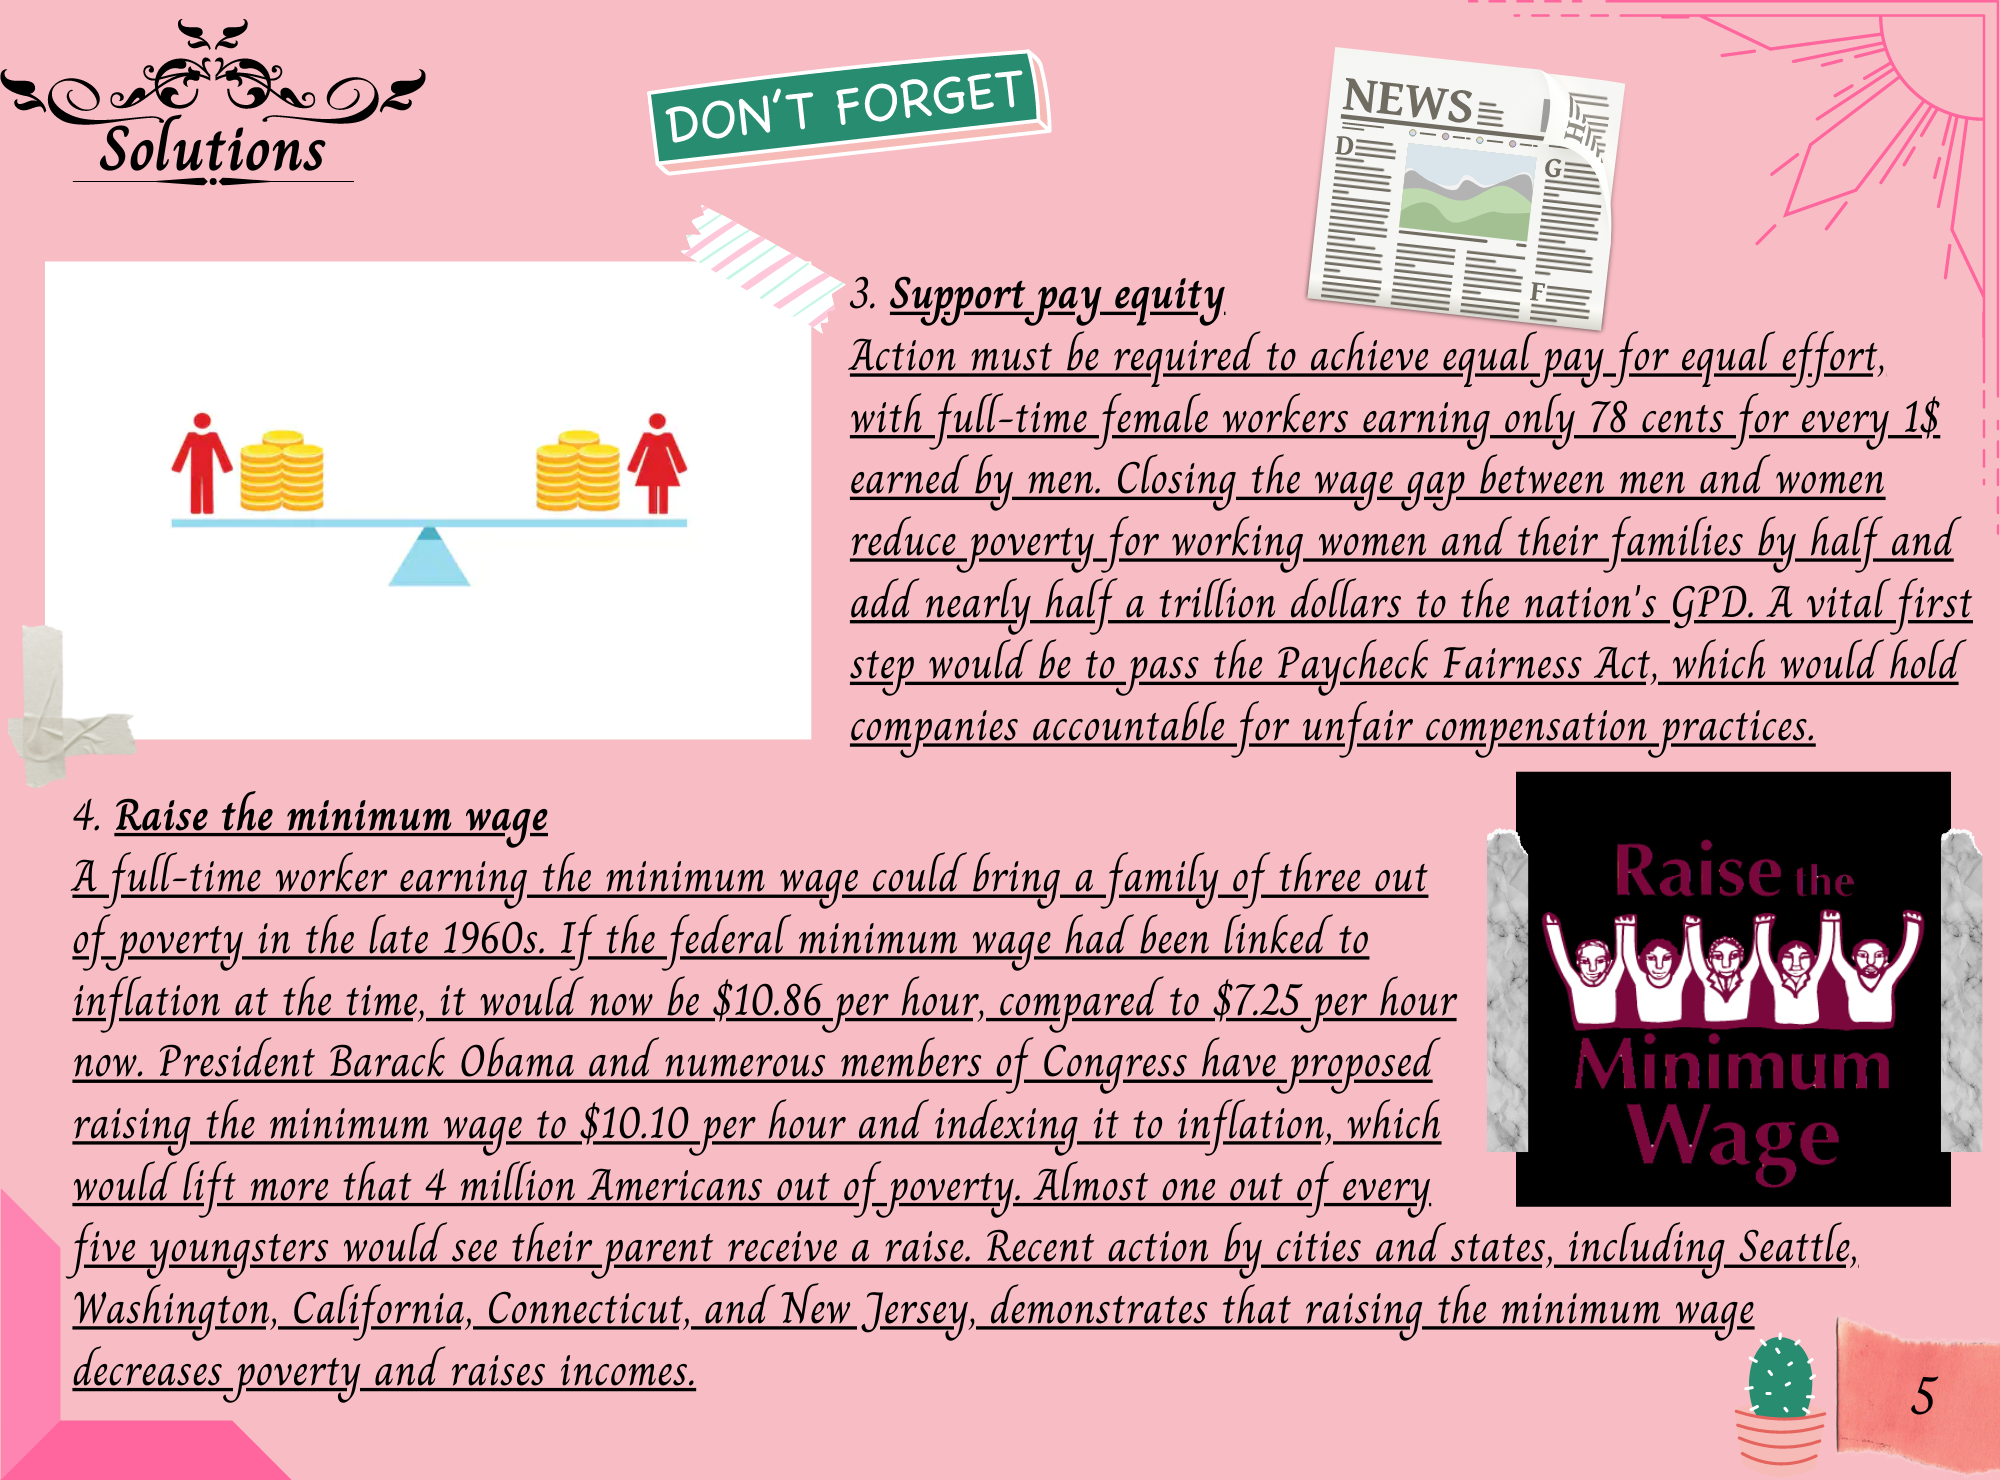 Solutions
DON'T FORGET
NEWS
D
G
F
H
3. Support pay equity
Action must be required to achieve equal pay for equal effort,
with full-time female workers earning only 78 cents for every 1$
earned by men. Closing the wage gap between men and women
reduce poverty for working women and their families by half and
add nearly half a trillion dollars to the nation's GPD. A vital first
step would be to pass the Paycheck Fairness Act, which would hold
companies accountable for unfair compensation practices.
4. Raise the minimum wage
A full-time worker earning the minimum wage could bring a family of three out
of poverty in the late 1960s. If the federal minimum wage had been linked to
inflation at the time, it would now be $10.86 per hour, compared to $7.25 per hour
now. President Barack Obama and numerous members of Congress have proposed
raising the minimum wage to $10.10 per hour and indexing it to inflation, which
would lift more that 4 million Americans out of poverty. Almost one out of every
five youngsters would see their parent receive a raise. Recent action by cities and states, including Seattle,
Washington, California, Connecticut, and New Jersey, demonstrates that raising the minimum wage
decreases poverty and raises incomes.
Raise the
Minimum
Wage
5